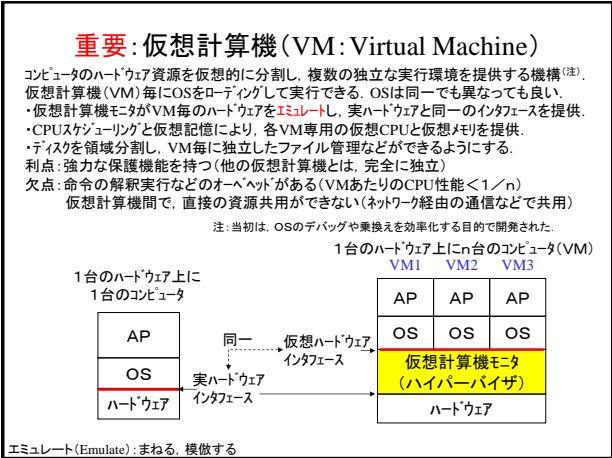 重要:仮想計算機(VM:Virtual Machine)
ｺﾝﾋﾟｭｰﾀのﾊｰﾄﾞｳｪｱ資源を仮想的に分割し, 複数の独立な実行環境を提供する機構(注).
仮想計算機(VM)毎にOSをﾛｰﾃﾞｨﾝｸﾞして実行できる. OSは同一でも異なっても良い.
・仮想計算機ﾓﾆﾀがVM毎のﾊｰﾄﾞｳｪｱをｴﾐｭﾚｰﾄし, 実ﾊｰﾄﾞｳｪｱと同一のｲﾝﾀﾌｪｰｽを提供.
・CPUｽｹｼﾞｭｰﾘﾝｸﾞと仮想記憶により, 各VM専用の仮想CPUと仮想ﾒﾓﾘを提供.
・ﾃﾞｨｽｸを領域分割し, VM毎に独立したファイル管理などができるようにする.
利点:強力な保護機能を持つ(他の仮想計算機とは, 完全に独立)
欠点:命令の解釈実行などのｵｰﾊﾞﾍｯﾄﾞがある(VMあたりのCPU性能<1/n)
仮想計算機間で, 直接の資源共用ができない(ﾈｯﾄﾜｰｸ経由の通信などで共用)
注:当初は, OSのデバッグや乗換えを効率化する目的で開発された.
1台のﾊｰﾄﾞｳｪｱ上にn台のｺﾝﾋﾟｭｰﾀ(VM)
VM1 VM2 VM3
1台のﾊｰﾄﾞｳｪｱ上に
1台のｺﾝﾋﾟｭｰﾀ
AP AP AP
OS OS OS
AP
OS
ﾊｰﾄﾞｳｪｱ
同一
仮想ﾊｰﾄﾞｳｪｱ
ｲﾝﾀﾌｪｰｽ
実ﾊｰﾄﾞｳｪｱ
ｲﾝﾀﾌｪｰｽ
仮想計算機ﾓﾆﾀ
(ハイパーバイザ)
ﾊｰﾄﾞｳｪｱ
エミュレート(Emulate):まねる, 模倣する